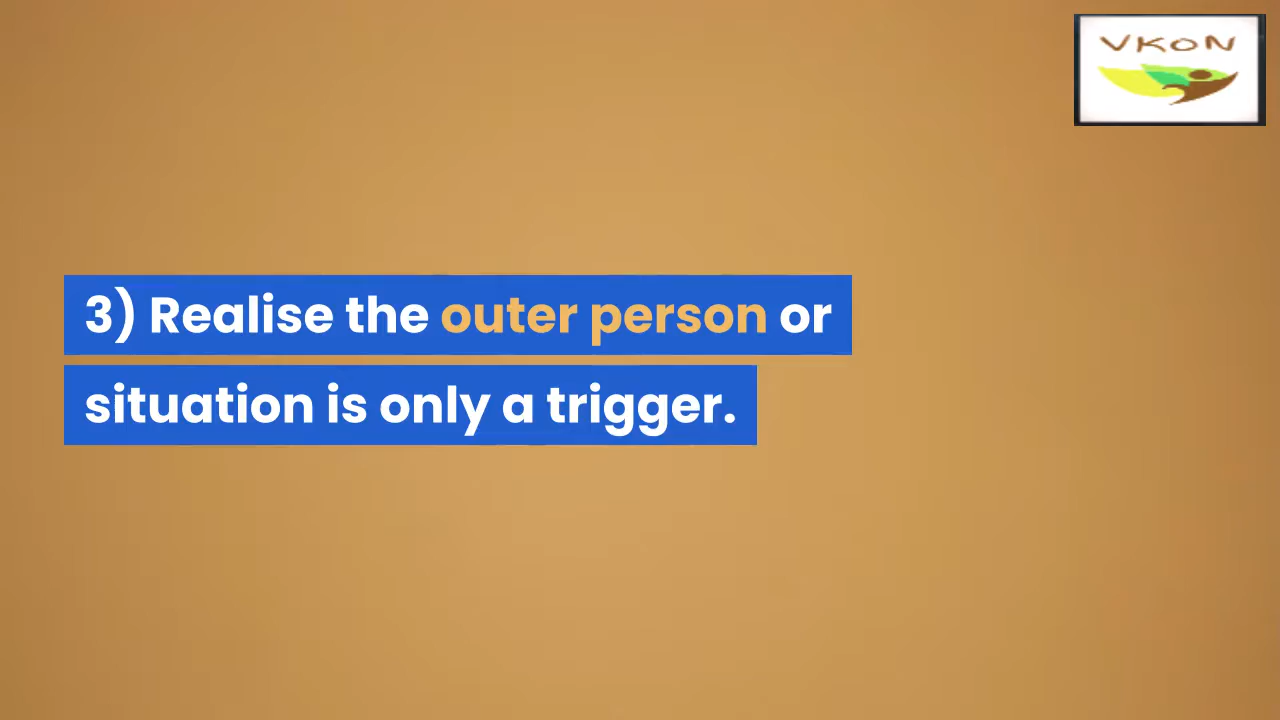 VKON
3) Realise the outer person or
situation is only a trigger.